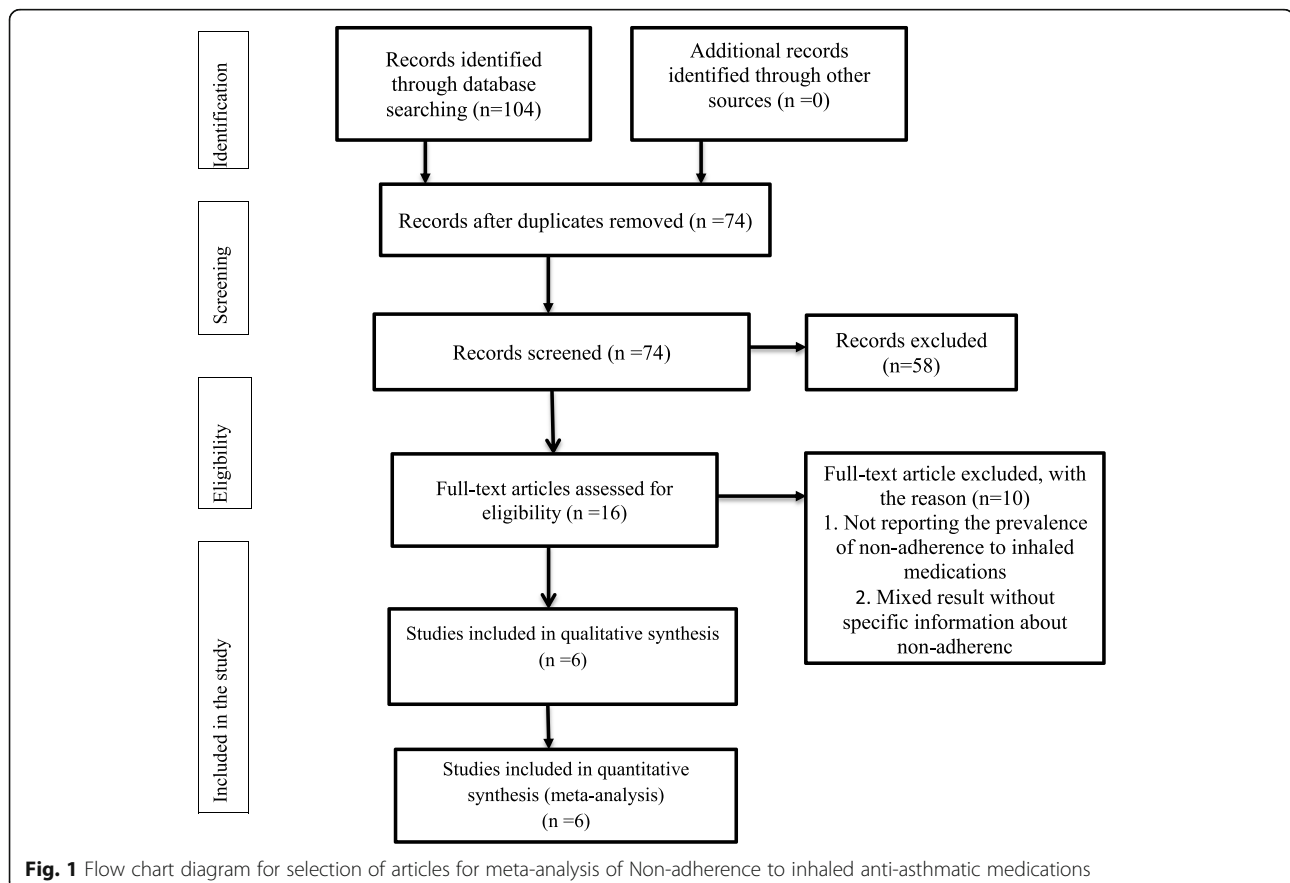 Identification
Records identified
through database
searching (n=104)
Additional records
identified through other
sources (n =0)
Screening
Records after duplicates removed (n =74)
Records screened (n =74)
Records excluded
(n=58)
Eligibility
Full-text articles assessed for
eligibility (n =16)
Full-text article excluded, with
the reason (n=10)
1. Not reporting the prevalence
of non-adherence to inhaled
medications
2. Mixed result without
specific information about
non-adherenc
Included in the study
Studies included in qualitative synthesis
(n =6)
Studies included in quantitative
synthesis (meta-analysis)
(n =6)
Fig. 1 Flow chart diagram for selection of articles for meta-analysis of Non-adherence to inhaled anti-asthmatic medications